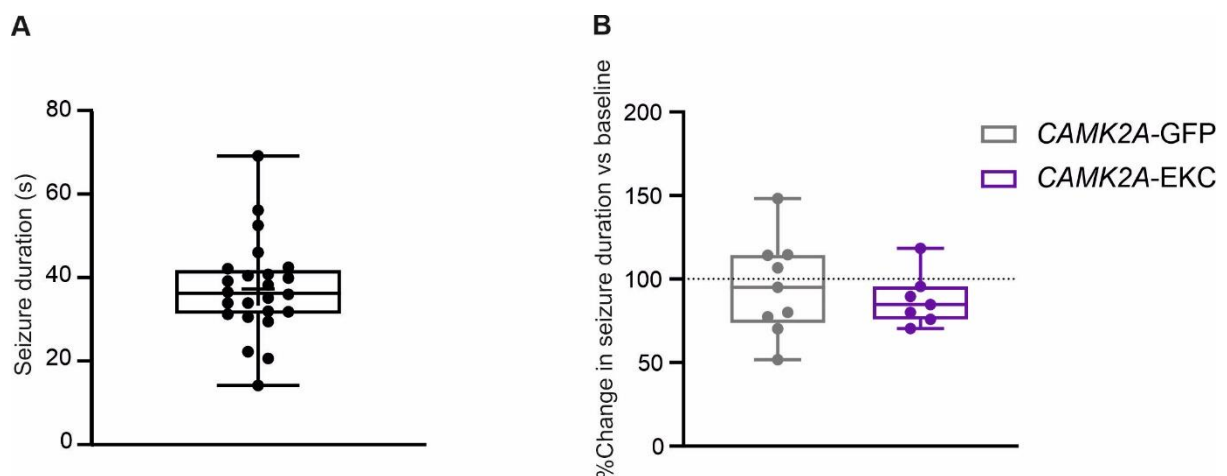 A
Seizure duration (s)
80
60
40
20
0
B
%Change in seizure duration vs baseline
200
150
100
50
0
CAMK2A-GFP
CAMK2A-EKC